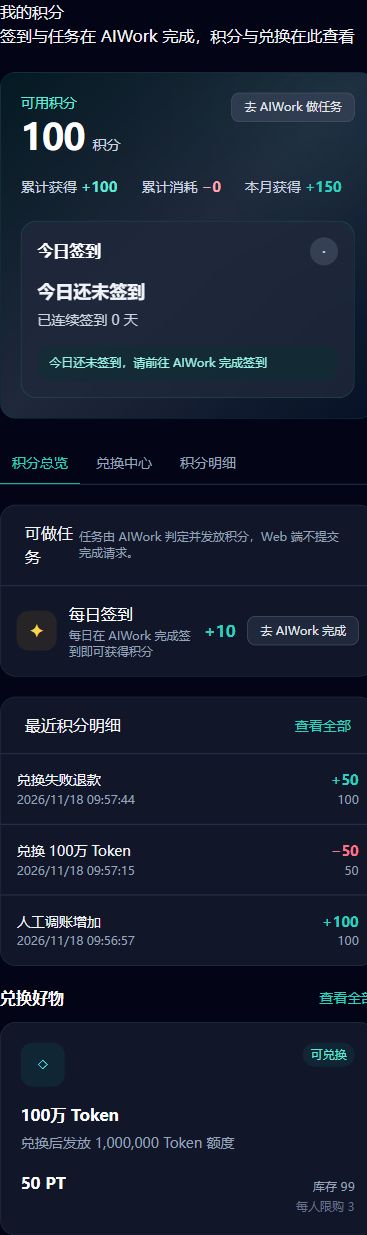 我的积分
签到与任务在 AIWork 完成，积分与兑换在此查看
可用积分
去 AIWork 做任务
100 积分
累计获得 +100 累计消耗 −0 本月获得 +150
今日签到
今日还未签到
已连续签到 0 天
今日还未签到，请前往 AIWork 完成签到
积分总览 兑换中心 积分明细
可做任务
任务由 AIWork 判定并发放积分，Web 端不提交
完成请求。
每日签到
每日在 AIWork 完成签
到即可获得积分
+10
去 AIWork 完成
最近积分明细 查看全部
兑换失败退款 +50
2026/11/18 09:57:44 100
兑换 100万 Token −50
2026/11/18 09:57:15 50
人工调账增加 +100
2026/11/18 09:56:57 100
兑换好物 查看全部
可兑换
100万 Token
兑换后发放 1,000,000 Token 额度
50 PT
库存 99
每人限购 3